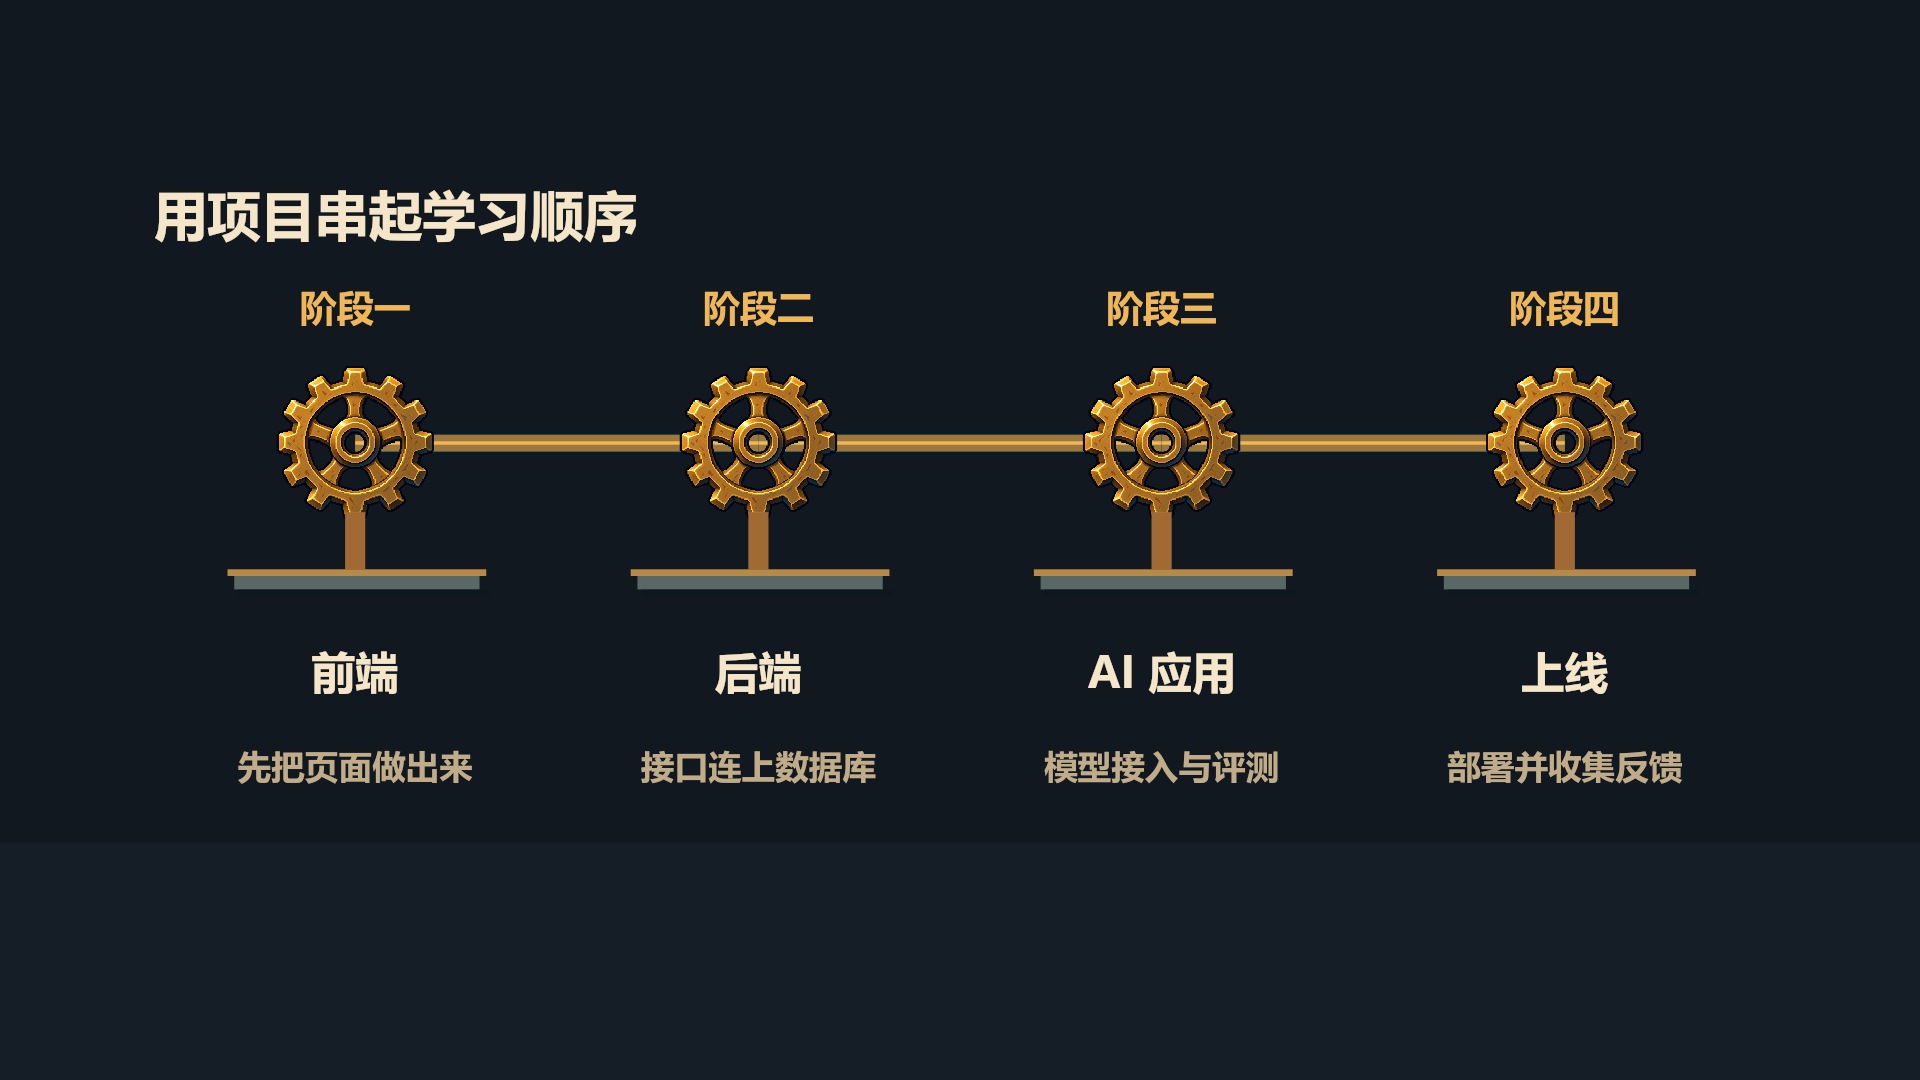 用项目串起学习顺序
阶段一
阶段二
阶段三
阶段四
前端
后端
AI 应用
上线
先把页面做出来
接口连上数据库
模型接入与评测
部署并收集反馈